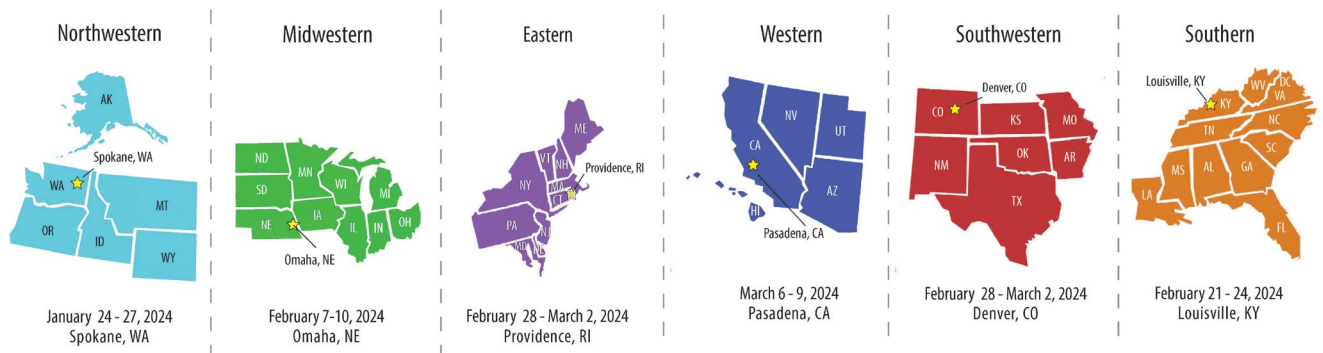 Northwestern
AK
Spokane, WA
WA
MT
OR
ID
WY
January 24 - 27, 2024
Spokane, WA
Midwestern
ND
MN
SD
WI
MI
IA
NE
IL
IN
OH
Omaha, NE
February 7-10, 2024
Omaha, NE
Eastern
ME
VT
NH
Providence, RI
NY
MA
CT
PA
NJ
MD
DE
February 28 - March 2, 2024
Providence, RI
Western
NV
UT
CA
AZ
HI
Pasadena, CA
March 6 - 9, 2024
Pasadena, CA
Southwestern
Denver, CO
CO
KS
MO
OK
AR
NM
TX
February 28 - March 2, 2024
Denver, CO
Southern
Louisville, KY
WV
DC
VA
KY
NC
TN
SC
MS
AL
GA
LA
FL
February 21 - 24, 2024
Louisville, KY